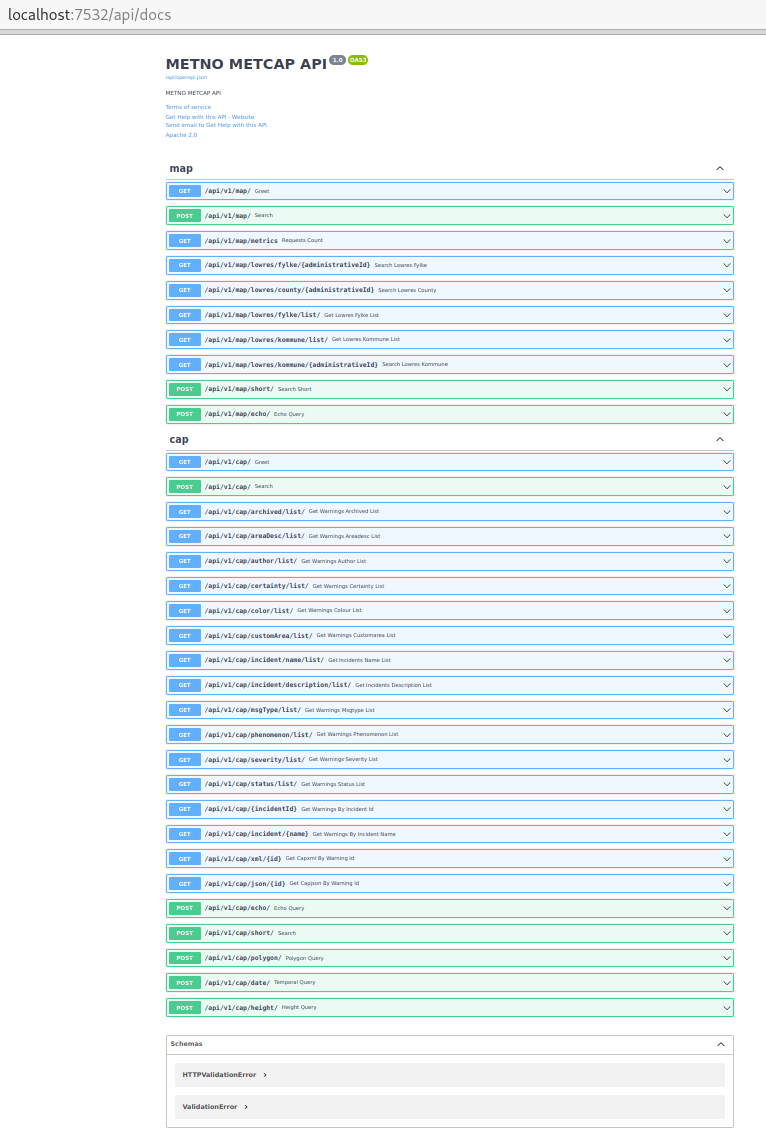 localhost:7532/api/docs
METNO METCAP API 1.0 OAS3
/api/openapi.json
METNO METCAP API
Terms of service
Get Help with this API - Website
Send email to Get Help with this API
Apache 2.0
map
GET /api/v1/map/ Greet
POST /api/v1/map/ Search
GET /api/v1/map/metrics Requests Count
GET /api/v1/map/lowres/fylke/{administrativeId} Search Lowres Fylke
GET /api/v1/map/lowres/county/{administrativeId} Search Lowres County
GET /api/v1/map/lowres/fylke/list/ Get Lowres Fylke List
GET /api/v1/map/lowres/kommune/list/ Get Lowres Kommune List
GET /api/v1/map/lowres/kommune/{administrativeId} Search Lowres Kommune
POST /api/v1/map/short/ Search Short
POST /api/v1/map/echo/ Echo Query
cap
GET /api/v1/cap/ Greet
POST /api/v1/cap/ Search
GET /api/v1/cap/archived/list/ Get Warnings Archived List
GET /api/v1/cap/areaDesc/list/ Get Warnings Areadesc List
GET /api/v1/cap/author/list/ Get Warnings Author List
GET /api/v1/cap/certainty/list/ Get Warnings Certainty List
GET /api/v1/cap/color/list/ Get Warnings Colour List
GET /api/v1/cap/customArea/list/ Get Warnings Customarea List
GET /api/v1/cap/incident/name/list/ Get Incidents Name List
GET /api/v1/cap/incident/description/list/ Get Incidents Description List
GET /api/v1/cap/msgType/list/ Get Warnings Msgtype List
GET /api/v1/cap/phenomenon/list/ Get Warnings Phenomenon List
GET /api/v1/cap/severity/list/ Get Warnings Severity List
GET /api/v1/cap/status/list/ Get Warnings Status List
GET /api/v1/cap/{incidentId} Get Warnings By Incident Id
GET /api/v1/cap/incident/{name} Get Warnings By Incident Name
GET /api/v1/cap/xml/{id} Get Capxml By Warning Id
GET /api/v1/cap/json/{id} Get Capjson By Warning Id
POST /api/v1/cap/echo/ Echo Query
POST /api/v1/cap/short/ Search
POST /api/v1/cap/polygon/ Polygon Query
POST /api/v1/cap/date/ Temporal Query
POST /api/v1/cap/height/ Height Query
Schemas
HTTPValidationError
ValidationError